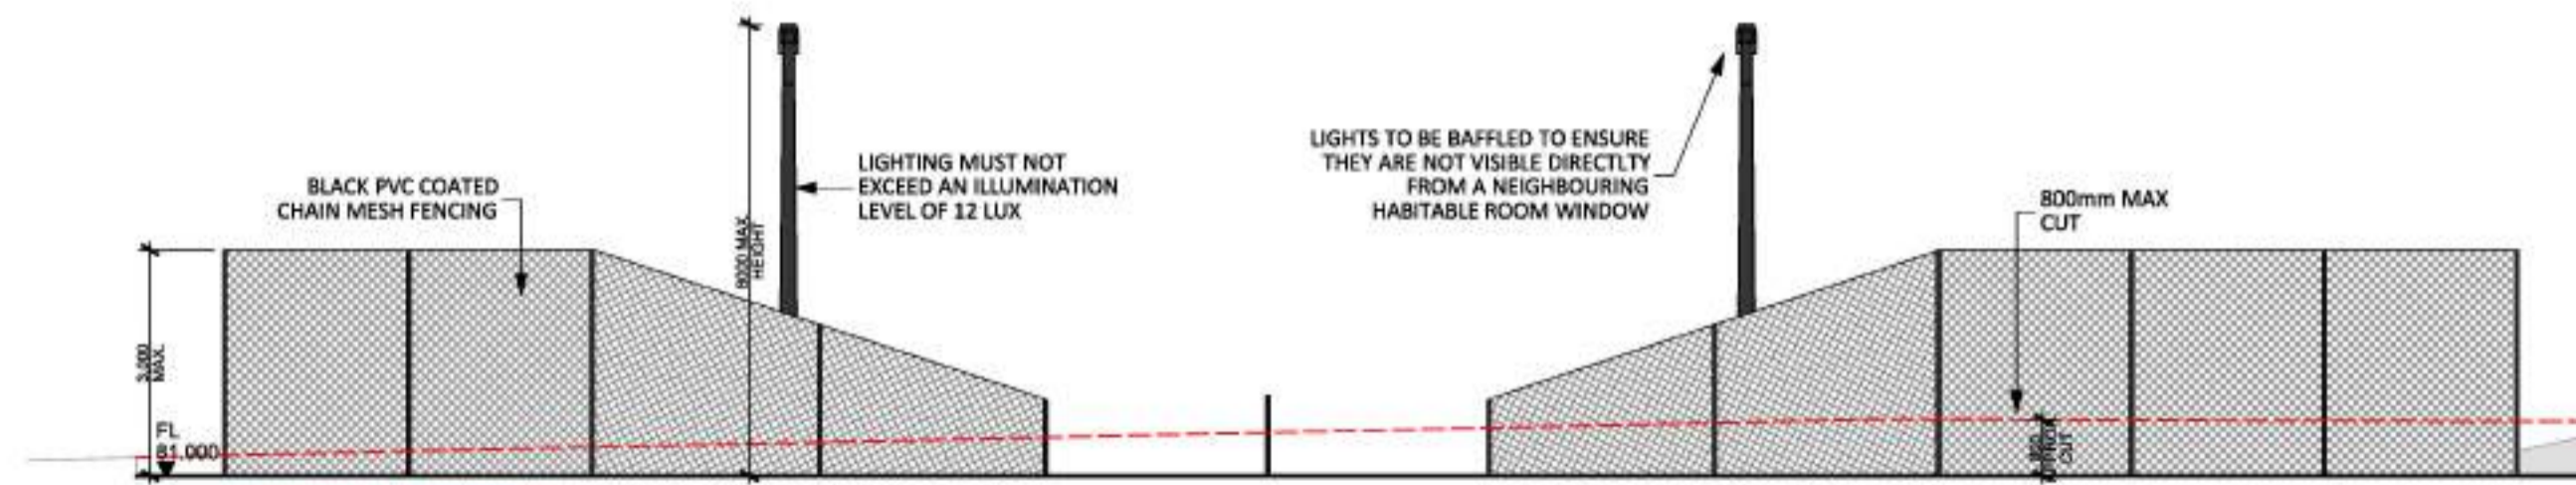 BLACK PVC COATED
CHAIN MESH FENCING
LIGHTING MUST NOT
EXCEED AN ILLUMINATION
LEVEL OF 12 LUX
LIGHTS TO BE BAFFLED TO ENSURE
THEY ARE NOT VISIBLE DIRECTLTY
FROM A NEIGHBOURING
HABITABLE ROOM WINDOW
800mm MAX
CUT
8000 MAX
HEIGHT
3,000
MAX.
FL
81,000
CUT